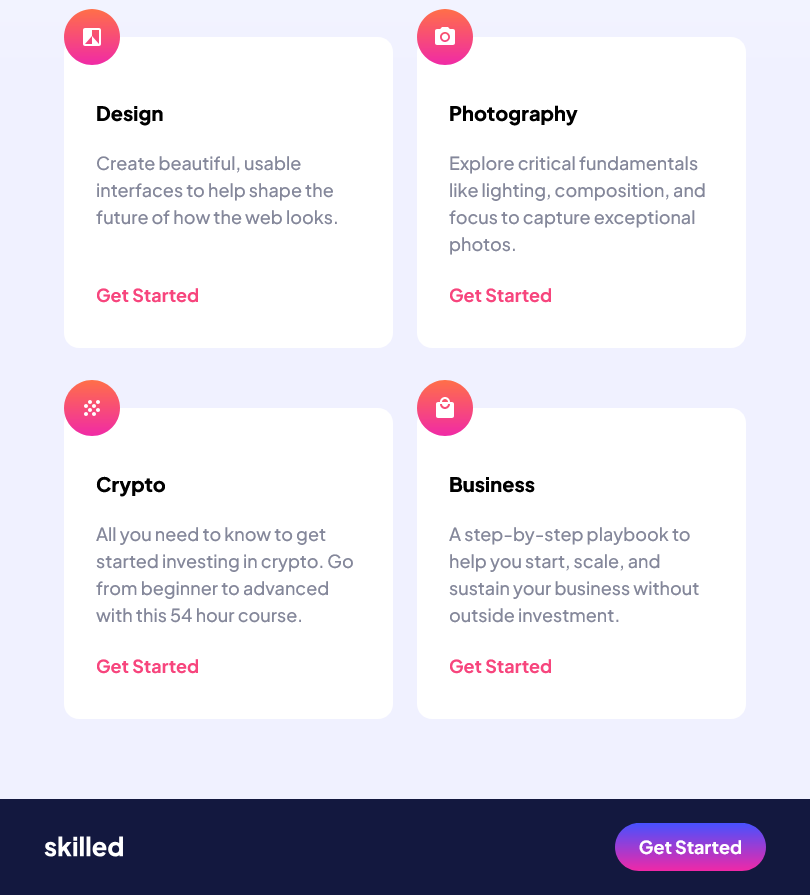 Design
Create beautiful, usable
interfaces to help shape the
future of how the web looks.
Get Started
Photography
Explore critical fundamentals
like lighting, composition, and
focus to capture exceptional
photos.
Get Started
Crypto
All you need to know to get
started investing in crypto. Go
from beginner to advanced
with this 54 hour course.
Get Started
Business
A step-by-step playbook to
help you start, scale, and
sustain your business without
outside investment.
Get Started
skilled
Get Started